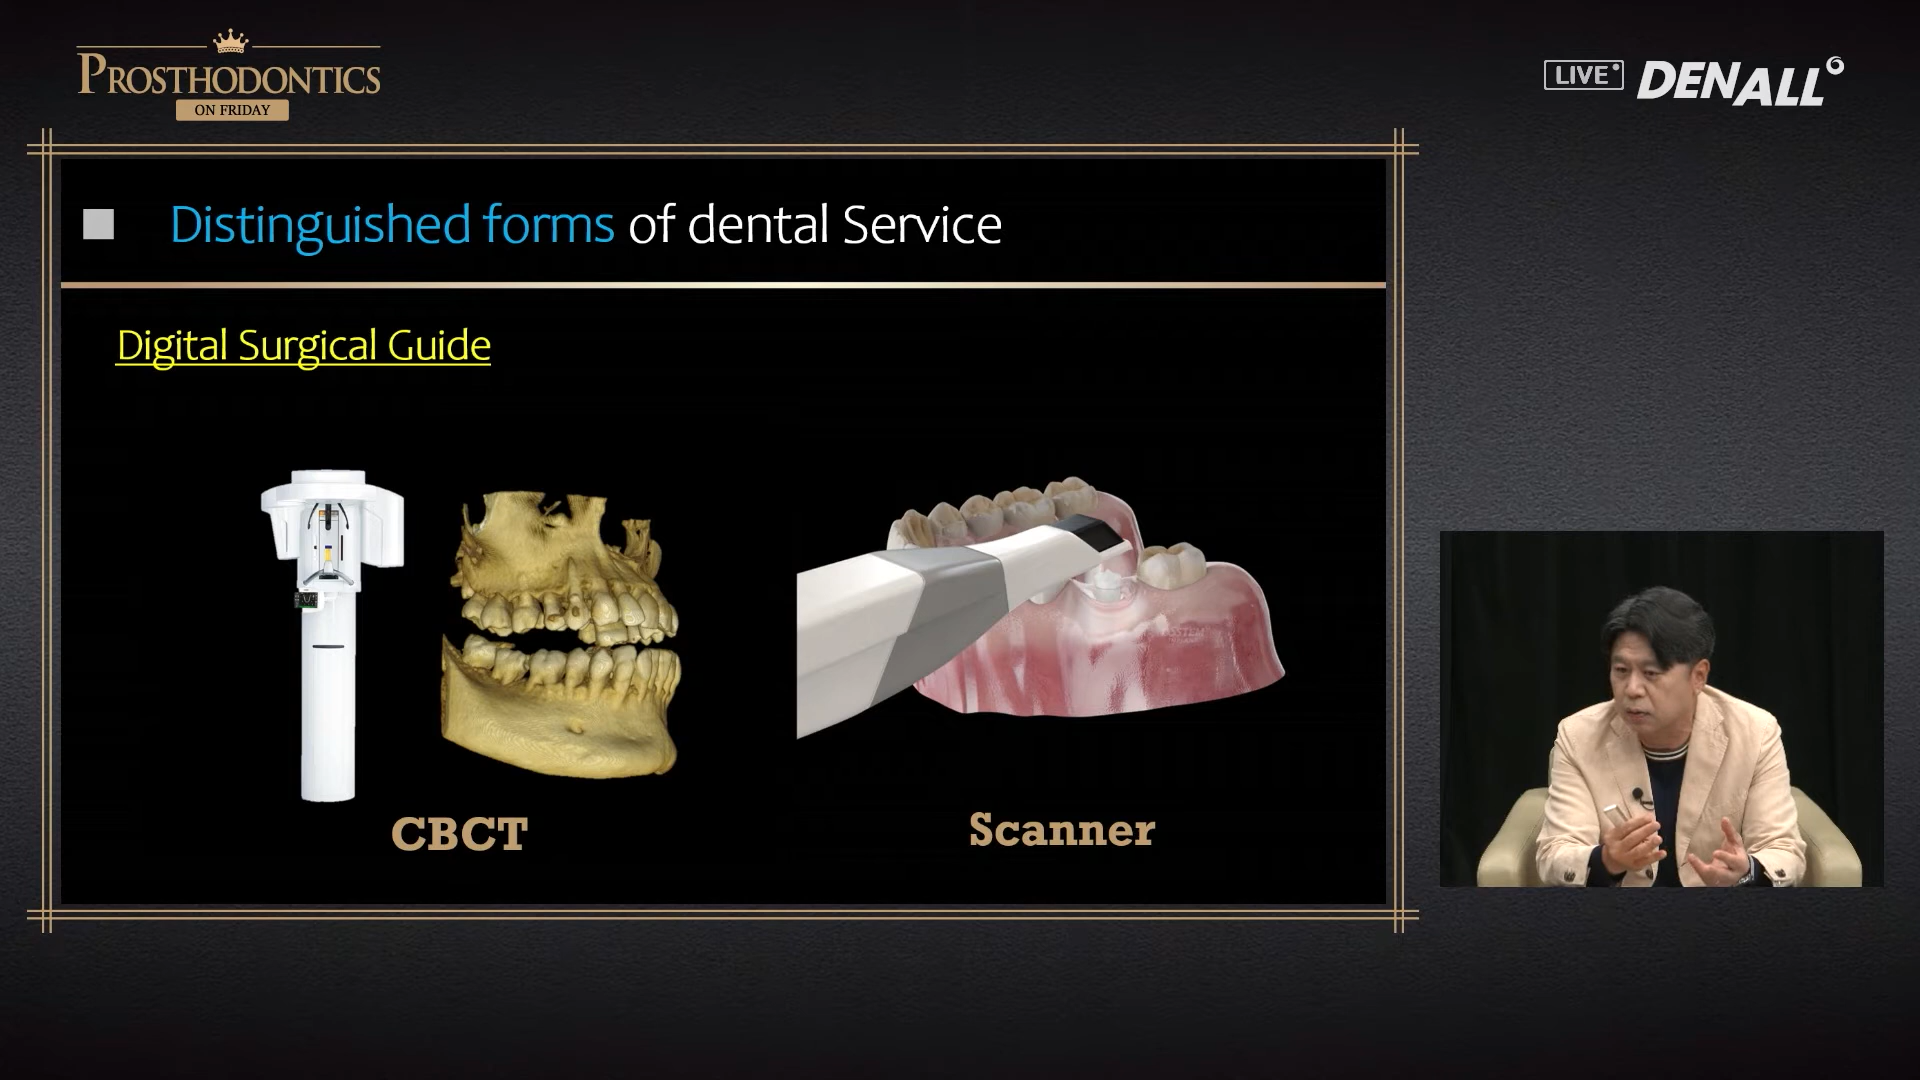 PROSTHODONTICS
ON FRIDAY
LIVE
DENALL
Distinguished forms of dental Service
Digital Surgical Guide
CBCT
Scanner